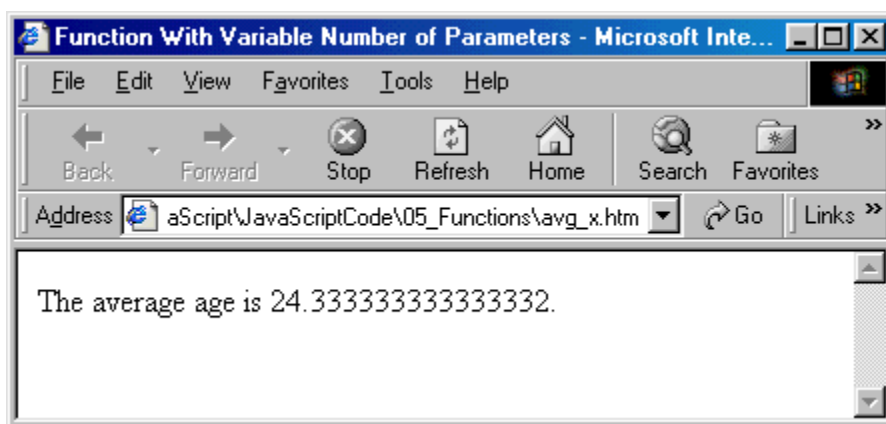 Function With Variable Number of Parameters - Microsoft Inte...
File Edit View Favorites Tools Help
Back Forward Stop Refresh Home Search Favorites »
Address aScript\JavaScriptCode\05_Functions\avg_x.htm Go Links »
The average age is 24.333333333333332.